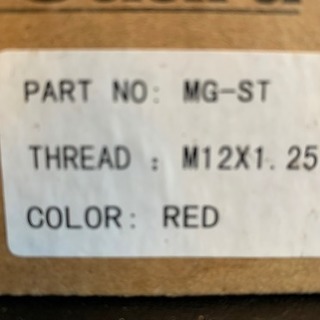 PART NO: MG-ST
THREAD : M12X1.25
COLOR: RED